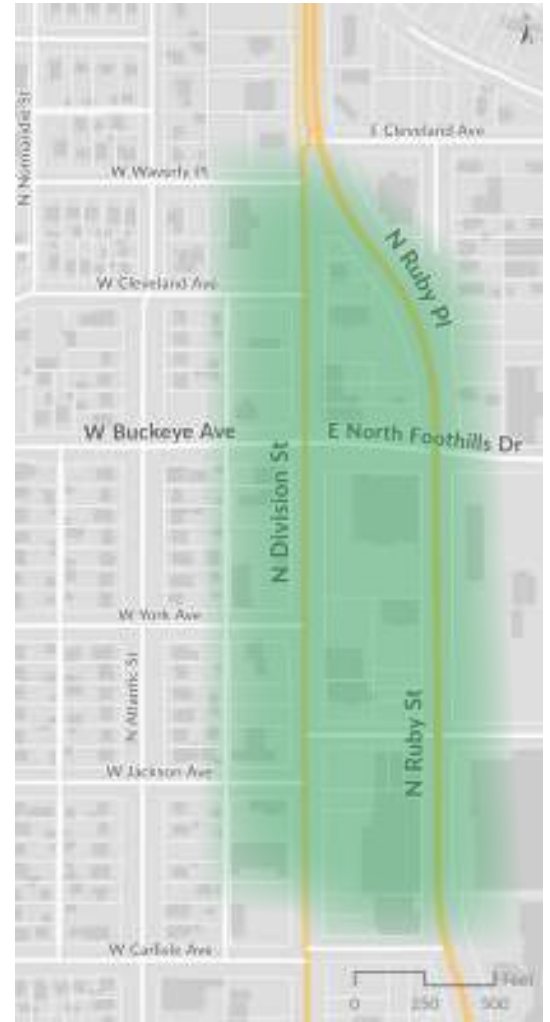 N Normandie St
E Cleveland Ave
W Waverly Pl
N Ruby Pl
W Cleveland Ave
W Buckeye Ave
E North Foothills Dr
N Division St
W York Ave
N Atlantic St
N Ruby St
W Jackson Ave
W Carlisle Ave
Feet
0 250 500